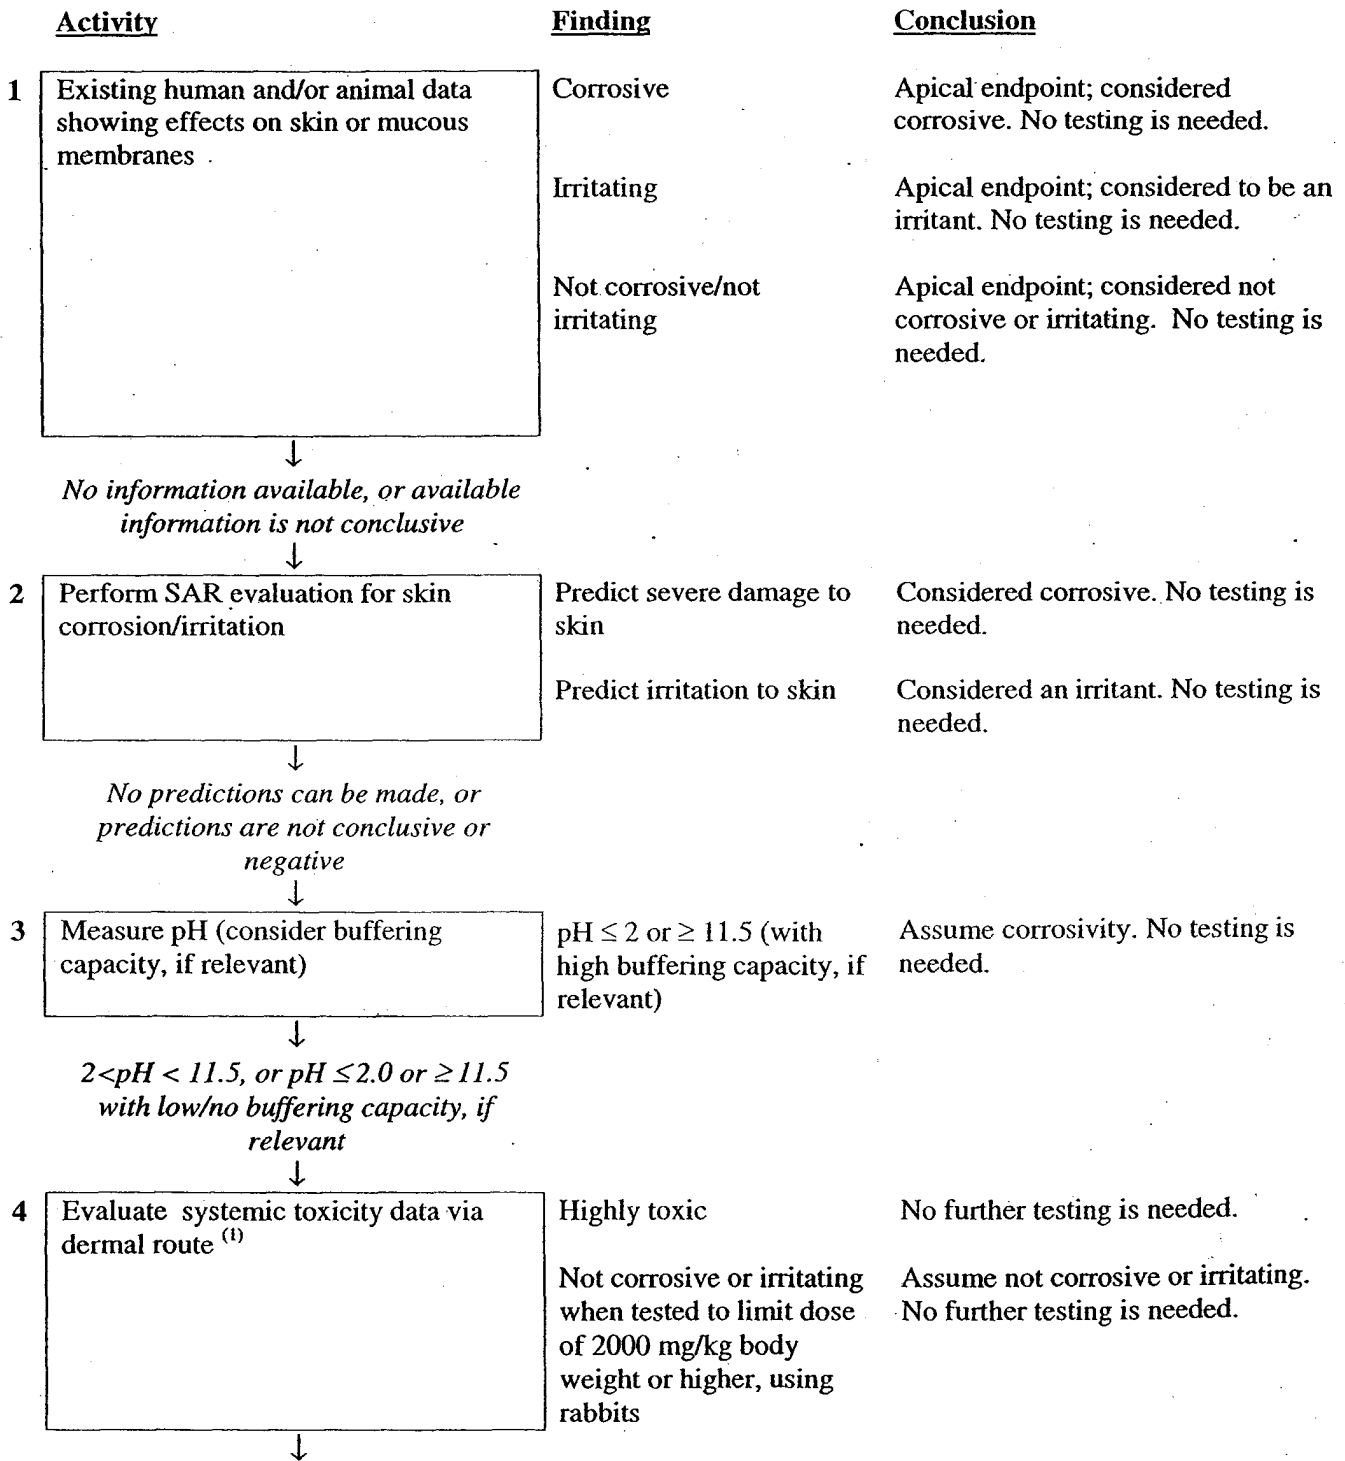 Activity Finding Conclusion
1 Existing human and/or animal data Corrosive Apical endpoint; considered
showing effects on skin or mucous corrosive. No testing is needed.
membranes
Irritating Apical endpoint; considered to be an
irritant. No testing is needed.
Not corrosive/not Apical endpoint; considered not
irritating corrosive or irritating. No testing is
needed.
↓
No information available, or available
information is not conclusive
↓
2 Perform SAR evaluation for skin Predict severe damage to Considered corrosive. No testing is
corrosion/irritation skin needed.
Predict irritation to skin Considered an irritant. No testing is
needed.
↓
No predictions can be made, or
predictions are not conclusive or
negative
↓
3 Measure pH (consider buffering pH ≤ 2 or ≥ 11.5 (with Assume corrosivity. No testing is
capacity, if relevant) high buffering capacity, if needed.
relevant)
↓
2<pH < 11.5, or pH ≤2.0 or ≥11.5
with low/no buffering capacity, if
relevant
↓
4 Evaluate systemic toxicity data via Highly toxic No further testing is needed.
dermal route (1)
Not corrosive or irritating Assume not corrosive or irritating.
when tested to limit dose No further testing is needed.
of 2000 mg/kg body
weight or higher, using
rabbits
↓